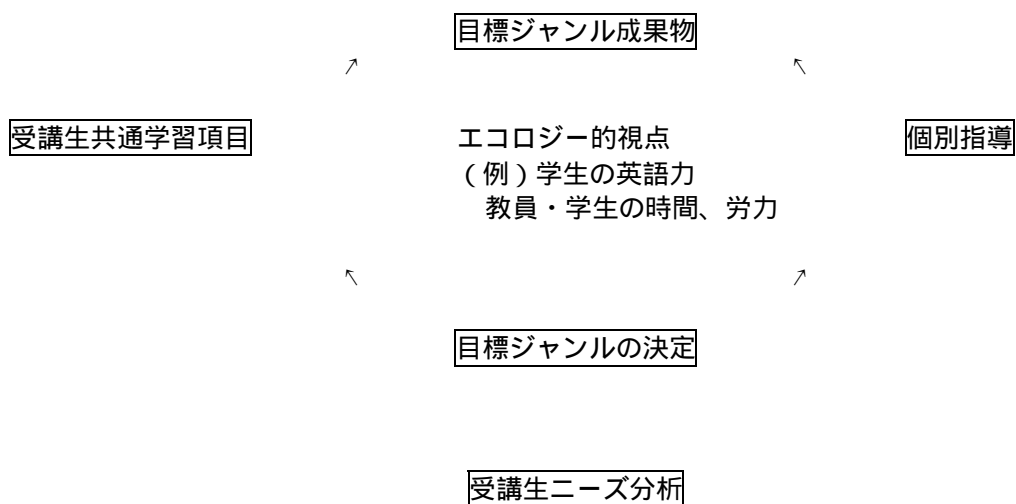 目標ジャンル成果物
↗ ↖
受講生共通学習項目 エコロジー的視点 個別指導
(例)学生の英語力
教員・学生の時間、労力
↖ ↗
目標ジャンルの決定
受講生ニーズ分析